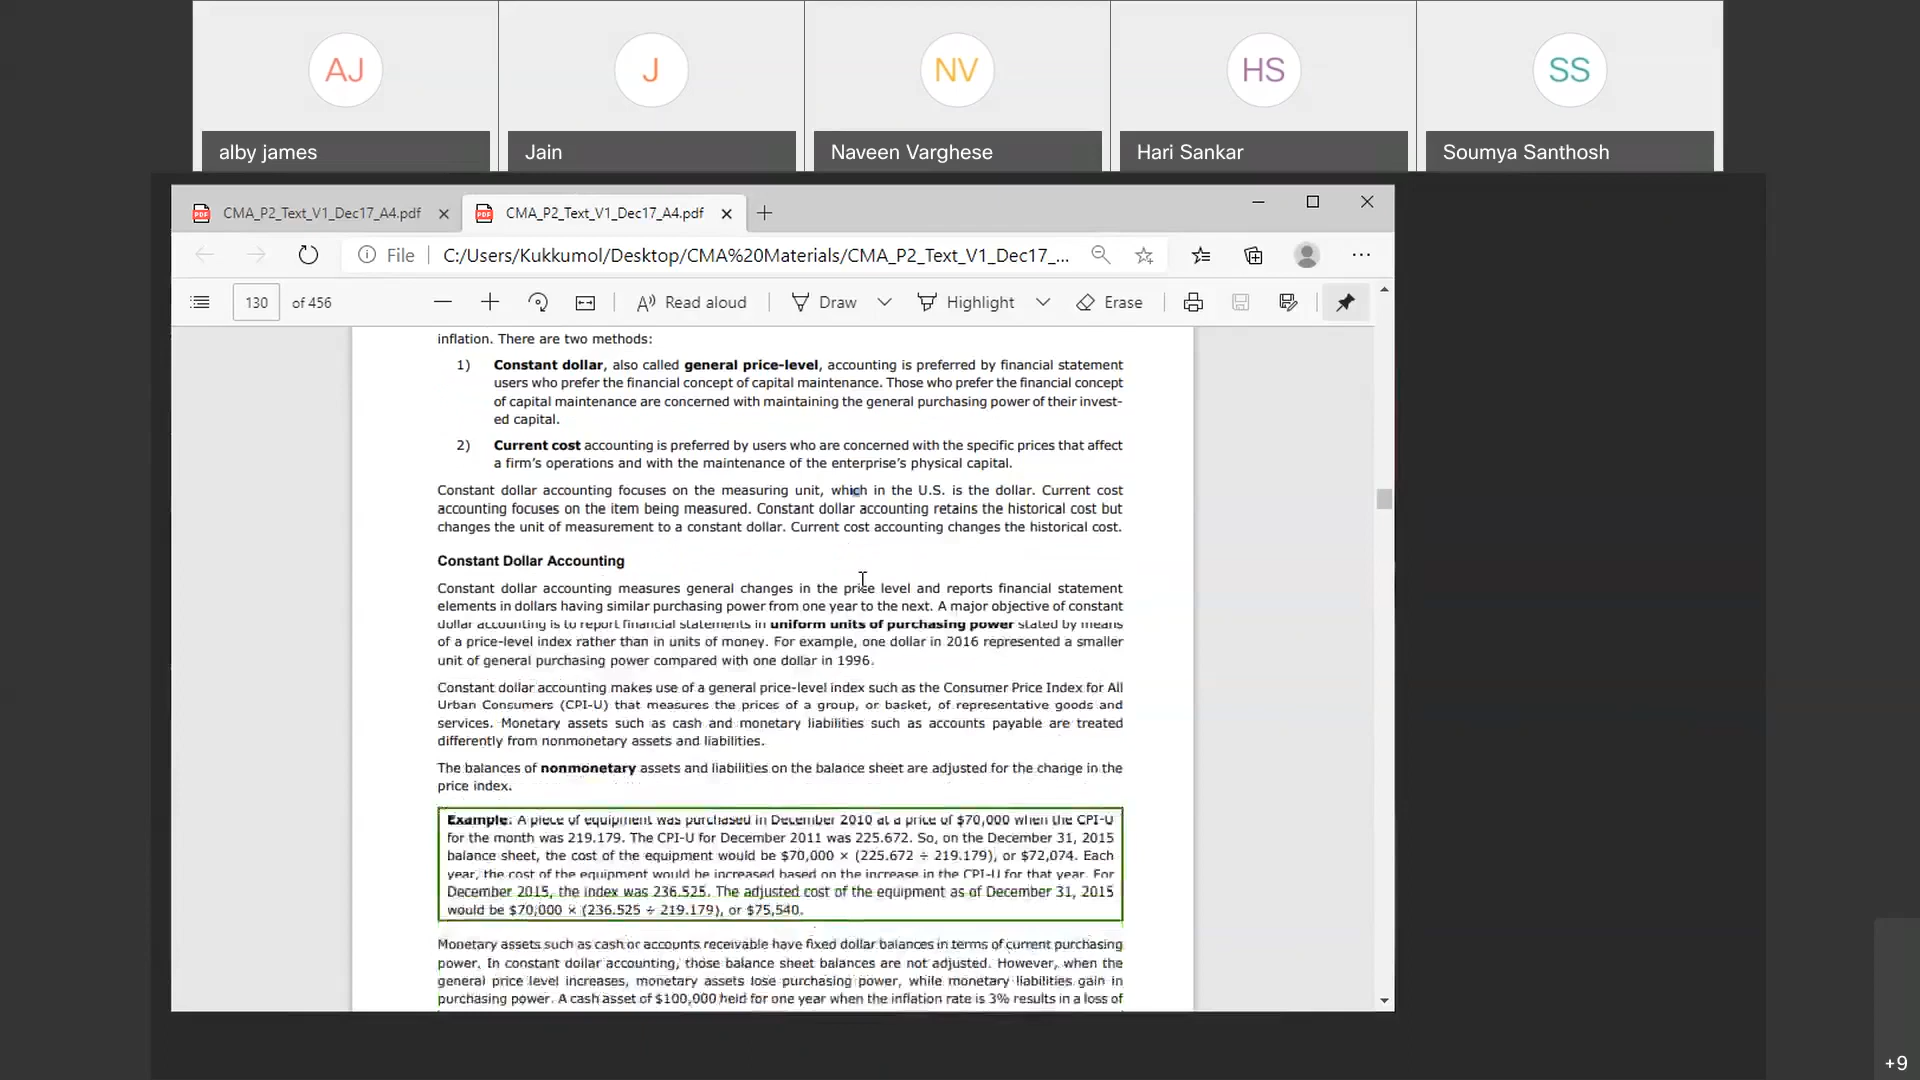 AJ
J
NV
HS
SS
alby james
Jain
Naveen Varghese
Hari Sankar
Soumya Santhosh
CMA_P2_Text_V1_Dec17_A4.pdf
CMA_P2_Text_V1_Dec17_A4.pdf
File
C:/Users/Kukkumol/Desktop/CMA%20Materials/CMA_P2_Text_V1_Dec17_...
130 of 456
Read aloud
Draw
Highlight
Erase
inflation. There are two methods:
1) Constant dollar, also called general price-level, accounting is preferred by financial statement
users who prefer the financial concept of capital maintenance. Those who prefer the financial concept
of capital maintenance are concerned with maintaining the general purchasing power of their invest-
ed capital.
2) Current cost accounting is preferred by users who are concerned with the specific prices that affect
a firm's operations and with the maintenance of the enterprise's physical capital.
Constant dollar accounting focuses on the measuring unit, which in the U.S. is the dollar. Current cost
accounting focuses on the item being measured. Constant dollar accounting retains the historical cost but
changes the unit of measurement to a constant dollar. Current cost accounting changes the historical cost.
Constant Dollar Accounting
Constant dollar accounting measures general changes in the price level and reports financial statement
elements in dollars having similar purchasing power from one year to the next. A major objective of constant
dollar accounting is to report financial statements in uniform units of purchasing power stated by means
of a price-level index rather than in units of money. For example, one dollar in 2016 represented a smaller
unit of general purchasing power compared with one dollar in 1996.
Constant dollar accounting makes use of a general price-level index such as the Consumer Price Index for All
Urban Consumers (CPI-U) that measures the prices of a group, or basket, of representative goods and
services. Monetary assets such as cash and monetary liabilities such as accounts payable are treated
differently from nonmonetary assets and liabilities.
The balances of nonmonetary assets and liabilities on the balance sheet are adjusted for the change in the
price index.
Example: A piece of equipment was purchased in December 2010 at a price of $70,000 when the CPI-U
for the month was 219.179. The CPI-U for December 2011 was 225.672. So, on the December 31, 2015
balance sheet, the cost of the equipment would be $70,000 × (225.672 ÷ 219.179), or $72,074. Each
year, the cost of the equipment would be increased based on the increase in the CPI-U for that year. For
December 2015, the index was 236.525. The adjusted cost of the equipment as of December 31, 2015
would be $70,000 × (236.525 ÷ 219.179), or $75,540.
Monetary assets such as cash or accounts receivable have fixed dollar balances in terms of current purchasing
power. In constant dollar accounting, those balance sheet balances are not adjusted. However, when the
general price level increases, monetary assets lose purchasing power, while monetary liabilities gain in
purchasing power. A cash asset of $100,000 held for one year when the inflation rate is 3% results in a loss of
+9